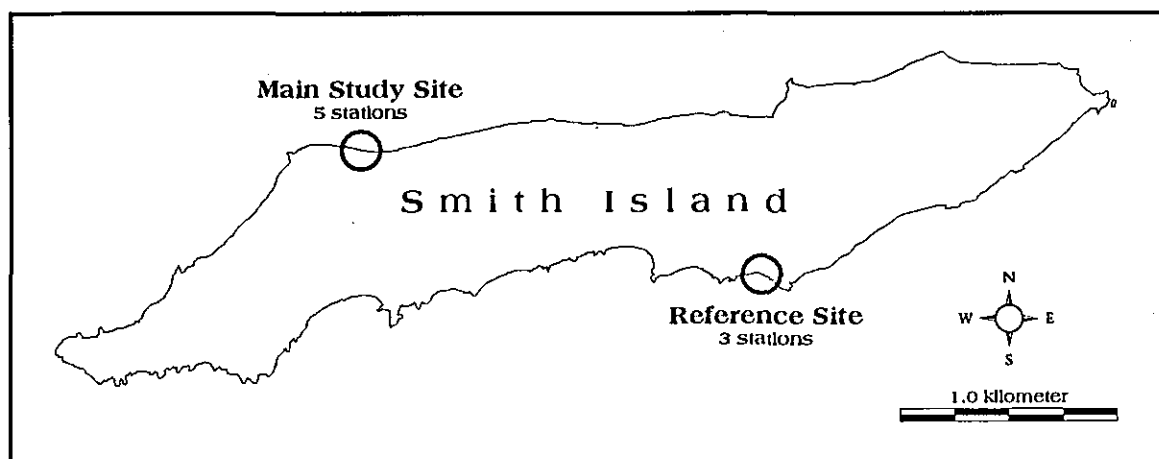 Main Study Site
5 stations
Smith Island
Reference Site
3 stations
N
W E
S
1.0 kilometer